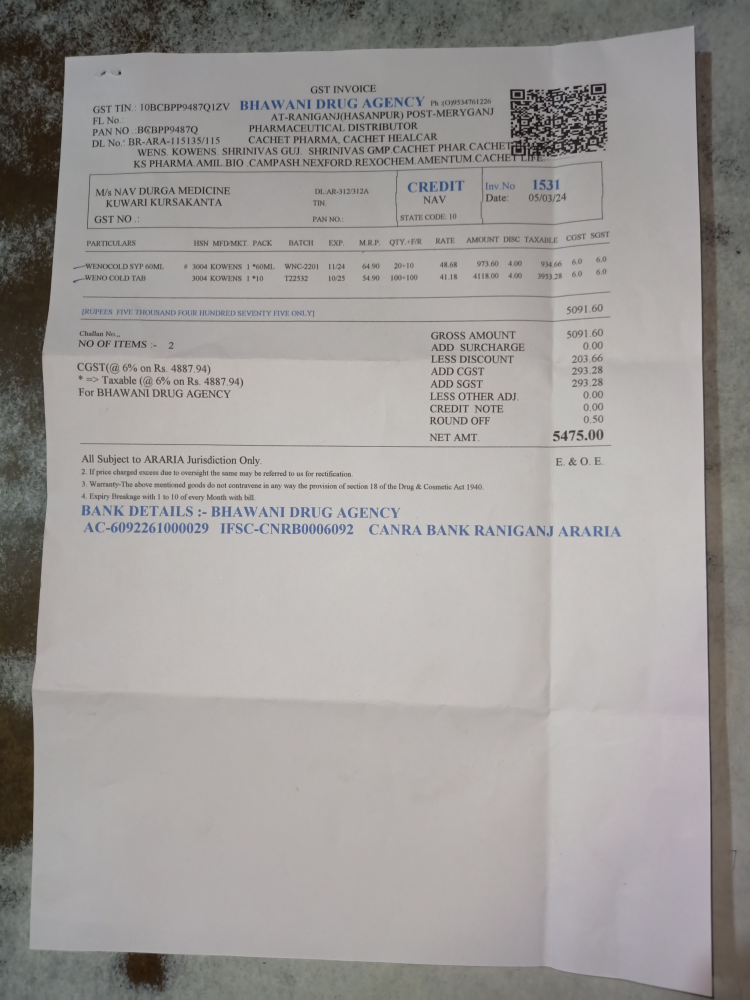 GST INVOICE
GST TIN.: 10BCBPP9487Q1ZV BHAWANI DRUG AGENCY Ph (O)9534761226
FL No.:
AT-RANIGANJ(HASANPUR) POST-MERYGANJ
PAN NO .:BCBPP9487Q PHARMACEUTICAL DISTRIBUTOR
DL No.: BR-ARA-115135/115 CACHET PHARMA, CACHET HEALCAR
WENS KOWENS SHRINIVAS GUJ. SHRINIVAS GMP.CACHET PHAR.CACHET
KS PHARMA.AMIL BIO .CAMPASH NEXFORD.REXOCHEM.AMENTUM.CACHET LIFE
M/s NAV DURGA MEDICINE DL:AR-312/312A CREDIT Inv.No 1531
KUWARI KURSAKANTA TIN. NAV Date: 05/03/24
GST NO .: PAN NO.: STATE CODE: 10
PARTICULARS HSN MFD/MKT. PACK BATCH EXP. M.R.P. QTY.+F/R RATE AMOUNT DISC TAXABLE CGST SGST
WENOCOLD SYP 60ML # 3004 KOWENS 1 *60ML WNC-2201 11/24 64.90 20+10 48.68 973.60 4.00 934.66 6.0 6.0
WENO COLD TAB 3004 KOWENS 1 *10 T22532 10/25 54.90 100+100 41.18 4118.00 4.00 3953.28 6.0 6.0
[RUPEES FIVE THOUSAND FOUR HUNDRED SEVENTY FIVE ONLY] 5091.60
Challan No.,,
NO OF ITEMS :- 2
GROSS AMOUNT 5091.60
ADD SURCHARGE 0.00
LESS DISCOUNT 203.66
CGST(@ 6% on Rs. 4887.94) ADD CGST 293.28
* => Taxable (@ 6% on Rs. 4887.94) ADD SGST 293.28
For BHAWANI DRUG AGENCY LESS OTHER ADJ. 0.00
CREDIT NOTE 0.00
ROUND OFF 0.50
NET AMT. 5475.00
All Subject to ARARIA Jurisdiction Only. E. & O. E.
2. If price charged excess due to oversight the same may be referred to us for rectification.
3. Warranty-The above mentioned goods do not contravene in any way the provision of section 18 of the Drug & Cosmetic Act 1940.
4. Expiry Breakage with 1 to 10 of every Month with bill.
BANK DETAILS :- BHAWANI DRUG AGENCY
AC-6092261000029 IFSC-CNRB0006092 CANRA BANK RANIGANJ ARARIA